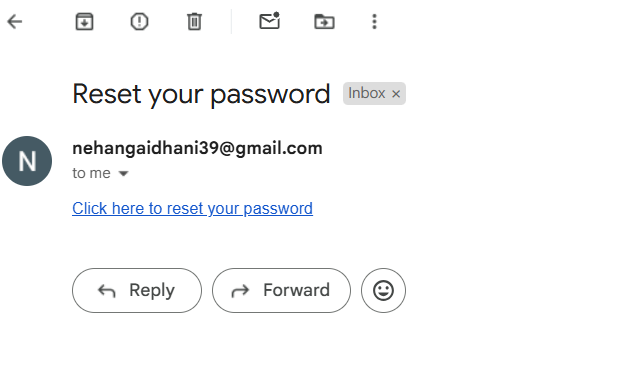 Reset your password Inbox ×
N
nehangaidhani39@gmail.com
to me
Click here to reset your password
Reply Forward